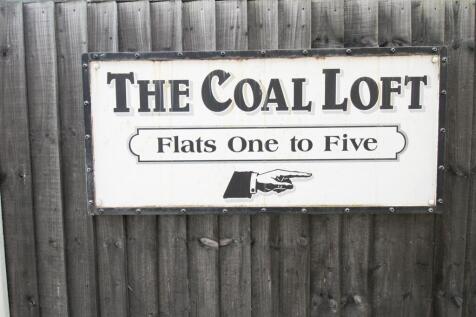 THE COAL LOFT
Flats One to Five